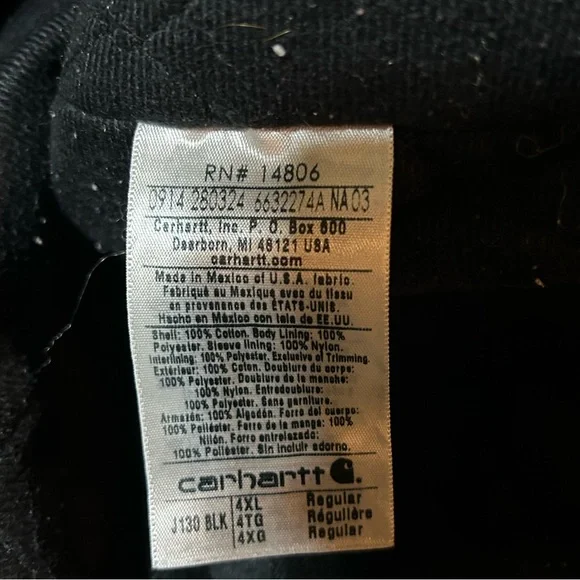 RN# 14806
0914 280324 6632274A NA 03
Carhartt, Inc. P. O. Box 600
Dearborn, MI 48121 USA
carhartt.com
Made in Mexico of U.S.A. fabric.
Fabriqué au Mexique avec du tissu
en provenance des ÉTATS-UNIS.
Hecho en México con tela de EE.UU.
Shell: 100% Cotton. Body Lining: 100%
Polyester. Sleeve lining: 100% Nylon.
Interlining: 100% Polyester. Exclusive of Trimming.
Extérieur: 100% Coton. Doublure du corps:
100% Polyester. Doublure de la manche:
100% Nylon. Entredoublure:
100% Polyester. Sans garniture.
Armazón: 100% Algodón. Forro del cuerpo:
100% Poliéster. Forro de la manga: 100%
Nilón. Forro entrelazado:
100% Poliéster. Sin incluir adorno.
carhartt
J130 BLK 4XL Regular
4TG Régulière
4XG Regular